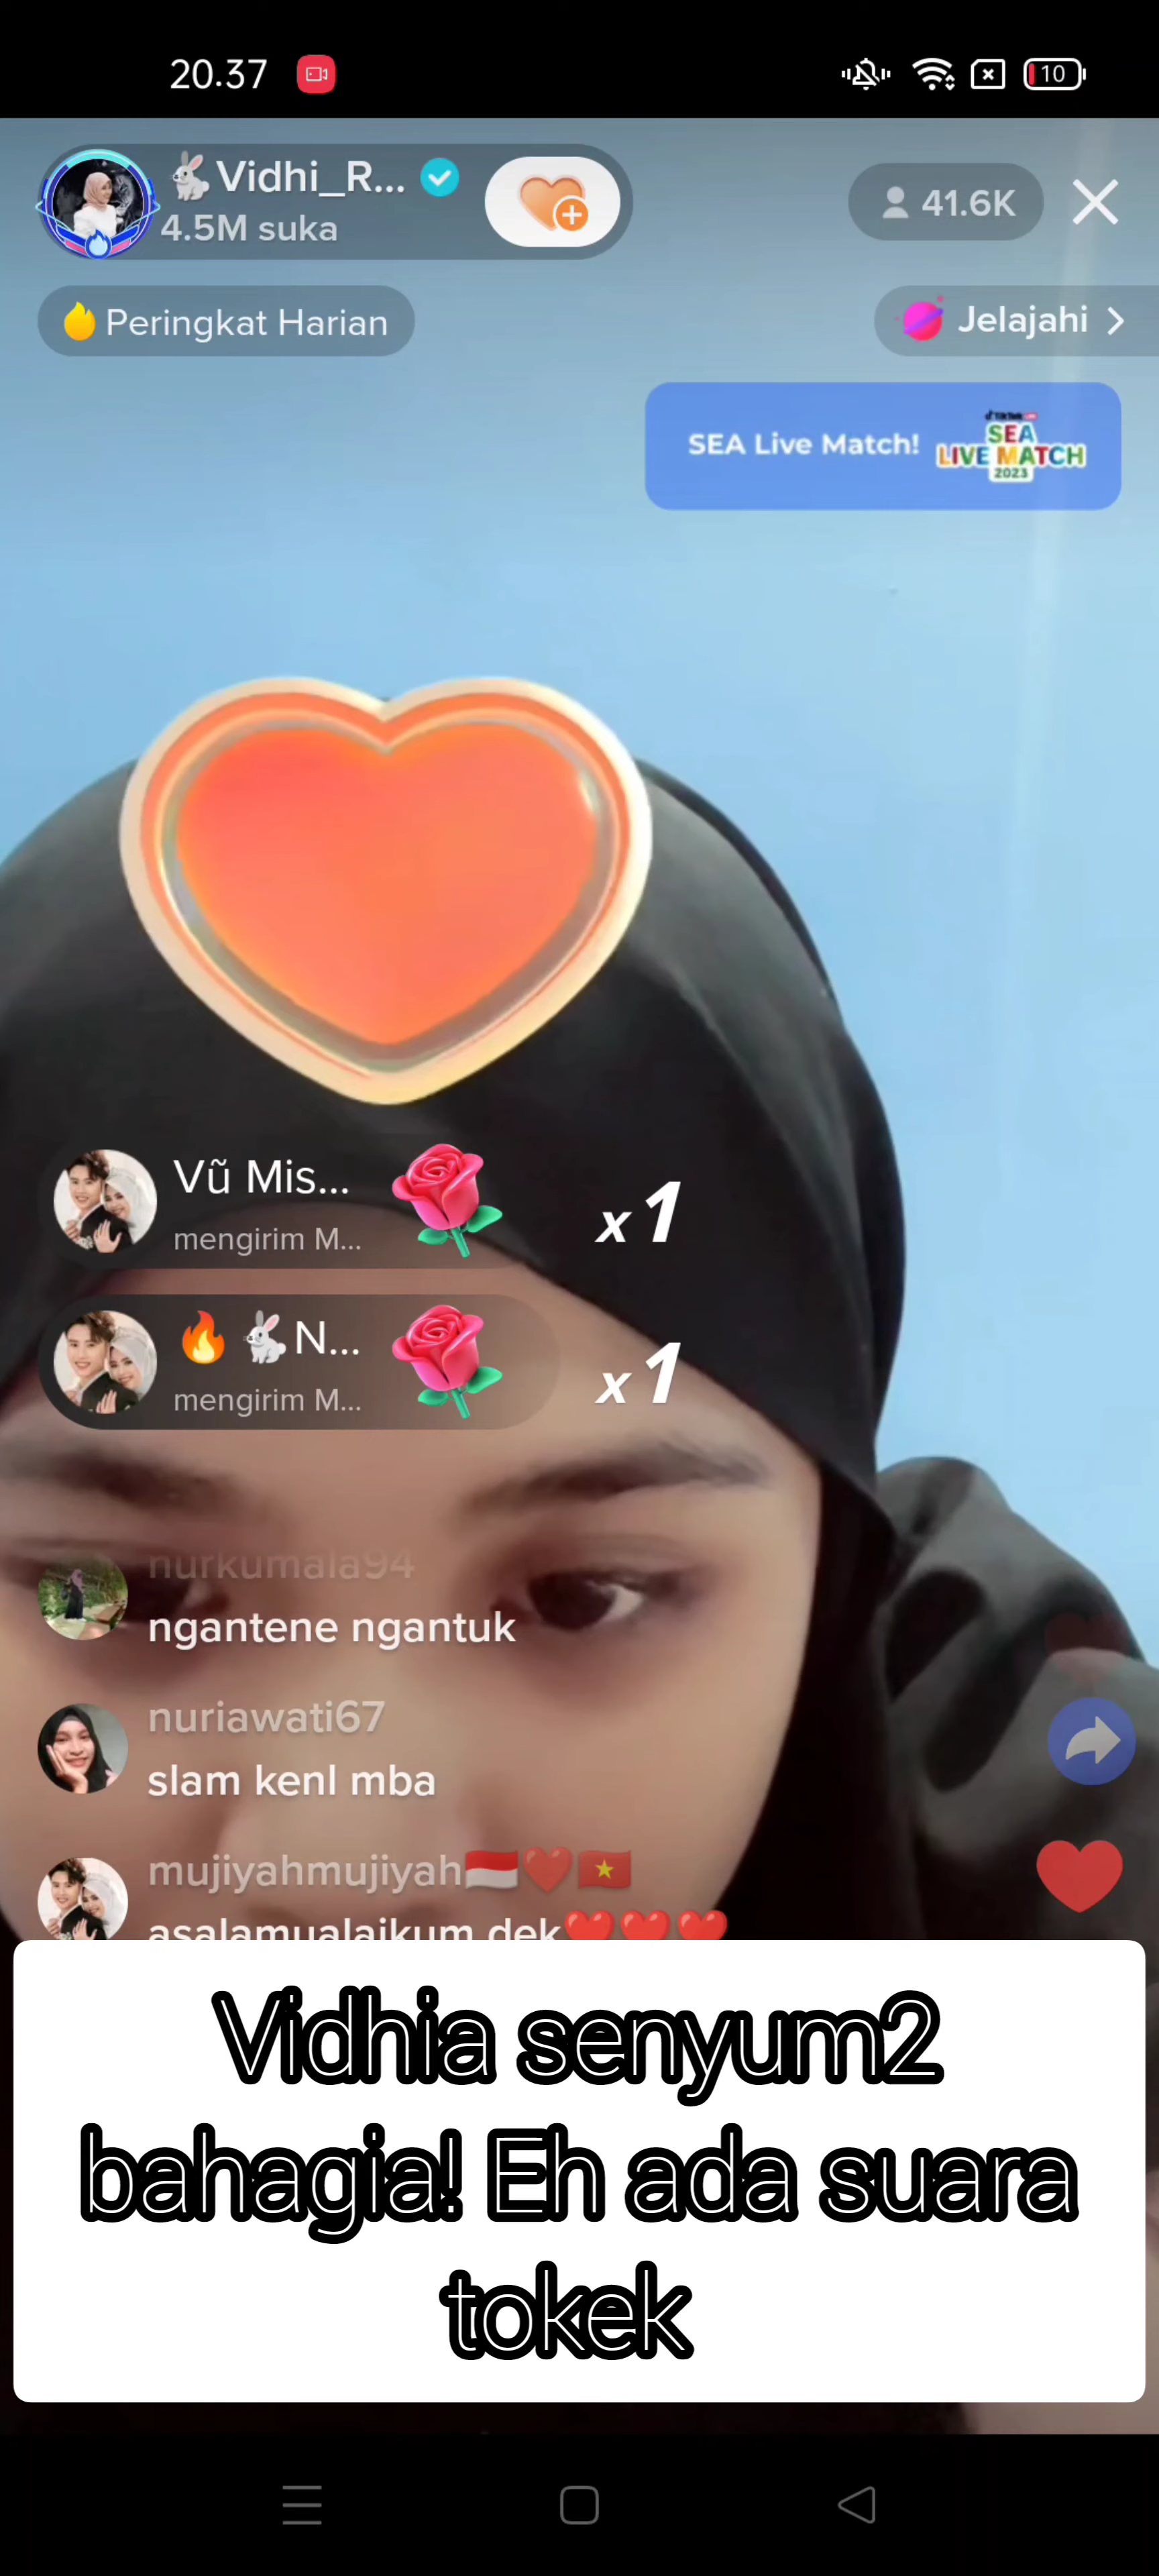 20.37
10
🐇Vidhi_R...
4.5M suka
41.6K
Peringkat Harian
Jelajahi
SEA Live Match!
SEA
LIVE MATCH
2023
Vũ Mis...
mengirim M...
x1
🔥🐇N...
mengirim M...
x1
nurkumala94
ngantene ngantuk
nuriawati67
slam kenl mba
mujiyahmujiyah🇮🇩❤️🇻🇳
asalamualaikum dek❤️❤️❤️
Vidhia senyum2
bahagia! Eh ada suara
tokek